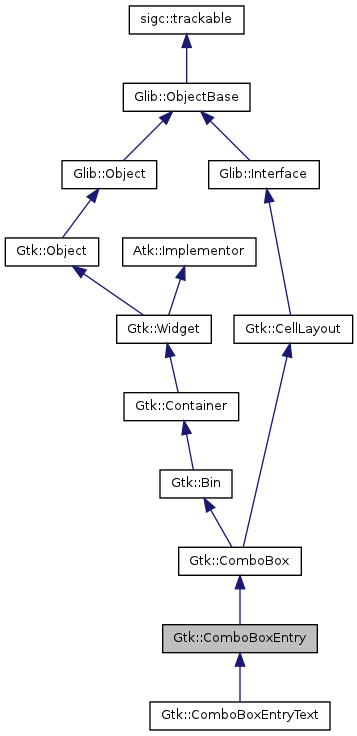 sigc::trackable
Glib::ObjectBase
Glib::Object
Glib::Interface
Gtk::Object
Atk::Implementor
Gtk::Widget
Gtk::CellLayout
Gtk::Container
Gtk::Bin
Gtk::ComboBox
Gtk::ComboBoxEntry
Gtk::ComboBoxEntryText